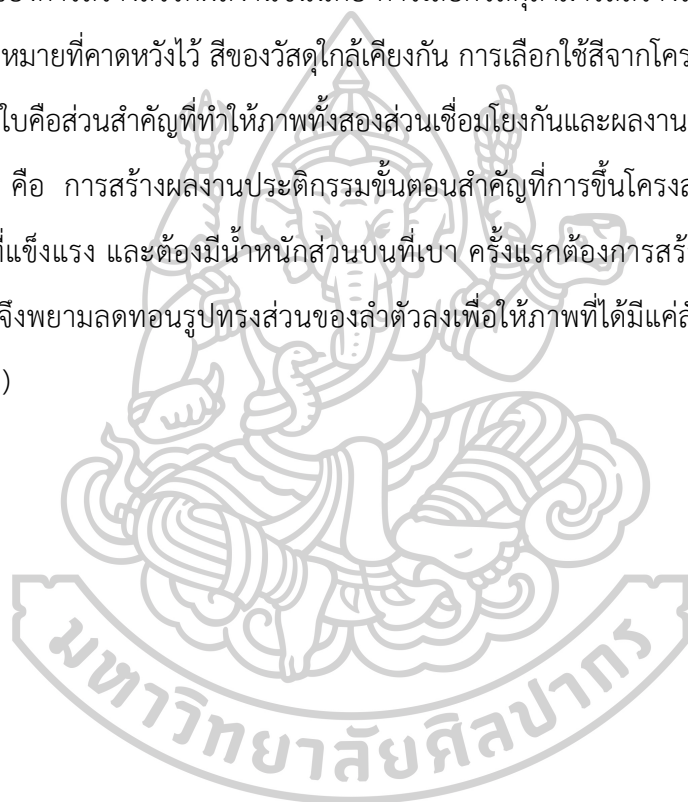 หมายที่คาดหวังไว้ สีของวัสดุใกล้เคียงกัน การเลือกใช้สีจากโคร
ใบคือส่วนสำคัญที่ทำให้ภาพทั้งสองส่วนเชื่อมโยงกันและผลงาน
คือ การสร้างผลงานประติกรรมขั้นตอนสำคัญที่การขึ้นโครงส
ที่แข็งแรง และต้องมีน้ำหนักส่วนบนที่เบา ครั้งแรกต้องการสร้
จึงพยามลดทอนรูปทรงส่วนของลำตัวลงเพื่อให้ภาพที่ได้มีแค่ส
)
มหาวิทยาลัยศิลปากร